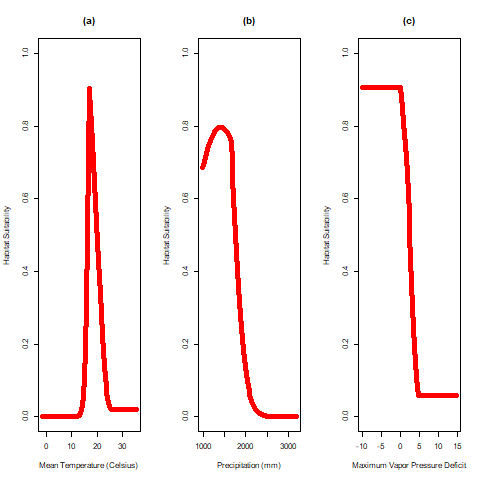 (a)
(b)
(c)
Habitat Suitability
0.0 0.2 0.4 0.6 0.8 1.0
0 10 20 30
Mean Temperature (Celsius)
Habitat Suitability
0.0 0.2 0.4 0.6 0.8 1.0
1000 2000 3000
Precipitation (mm)
Habitat Suitability
0.0 0.2 0.4 0.6 0.8 1.0
-10 -5 0 5 10 15
Maximum Vapor Pressure Deficit